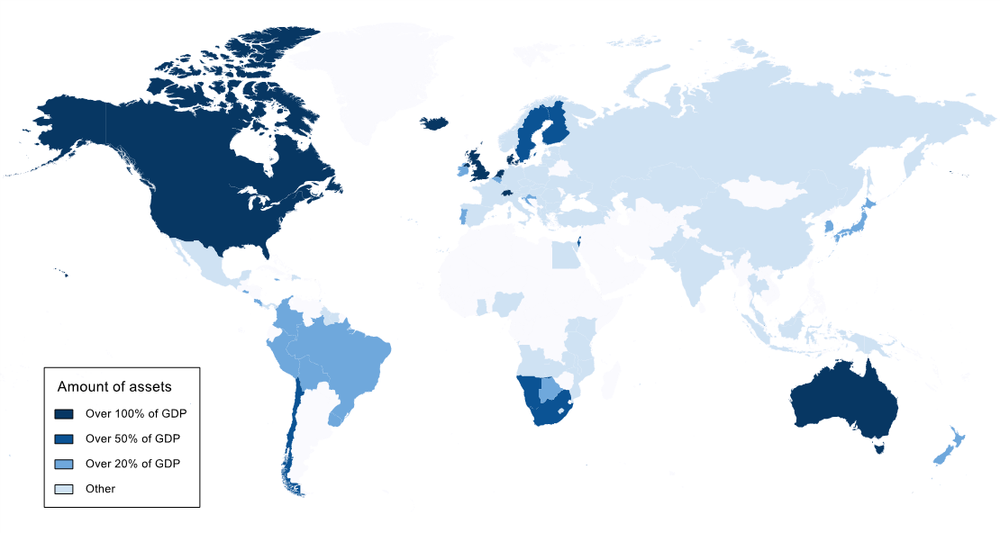 Amount of assets
Over 100% of GDP
Over 50% of GDP
Over 20% of GDP
Other